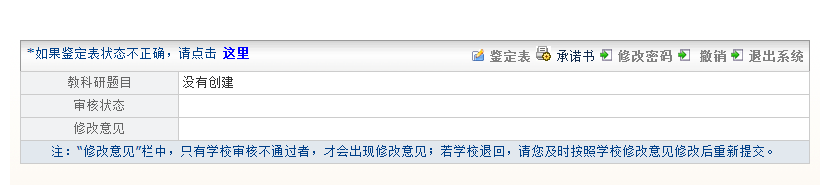 *如果鉴定表状态不正确，请点击 这里 鉴定表 承诺书 修改密码 撤销 退出系统
教科研题目 没有创建
审核状态
修改意见
注：“修改意见”栏中，只有学校审核不通过者，才会出现修改意见；若学校退回，请您及时按照学校修改意见修改后重新提交。